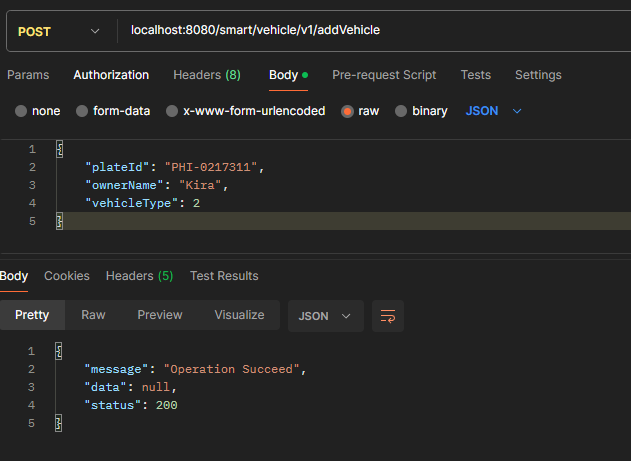 POST localhost:8080/smart/vehicle/v1/addVehicle
Params Authorization Headers (8) Body Pre-request Script Tests Settings
none form-data x-www-form-urlencoded raw binary JSON
1 {
2 "plateId": "PHI-0217311",
3 "ownerName": "Kira",
4 "vehicleType": 2
5 }
Body Cookies Headers (5) Test Results
Pretty Raw Preview Visualize JSON
1 {
2 "message": "Operation Succeed",
3 "data": null,
4 "status": 200
5 }